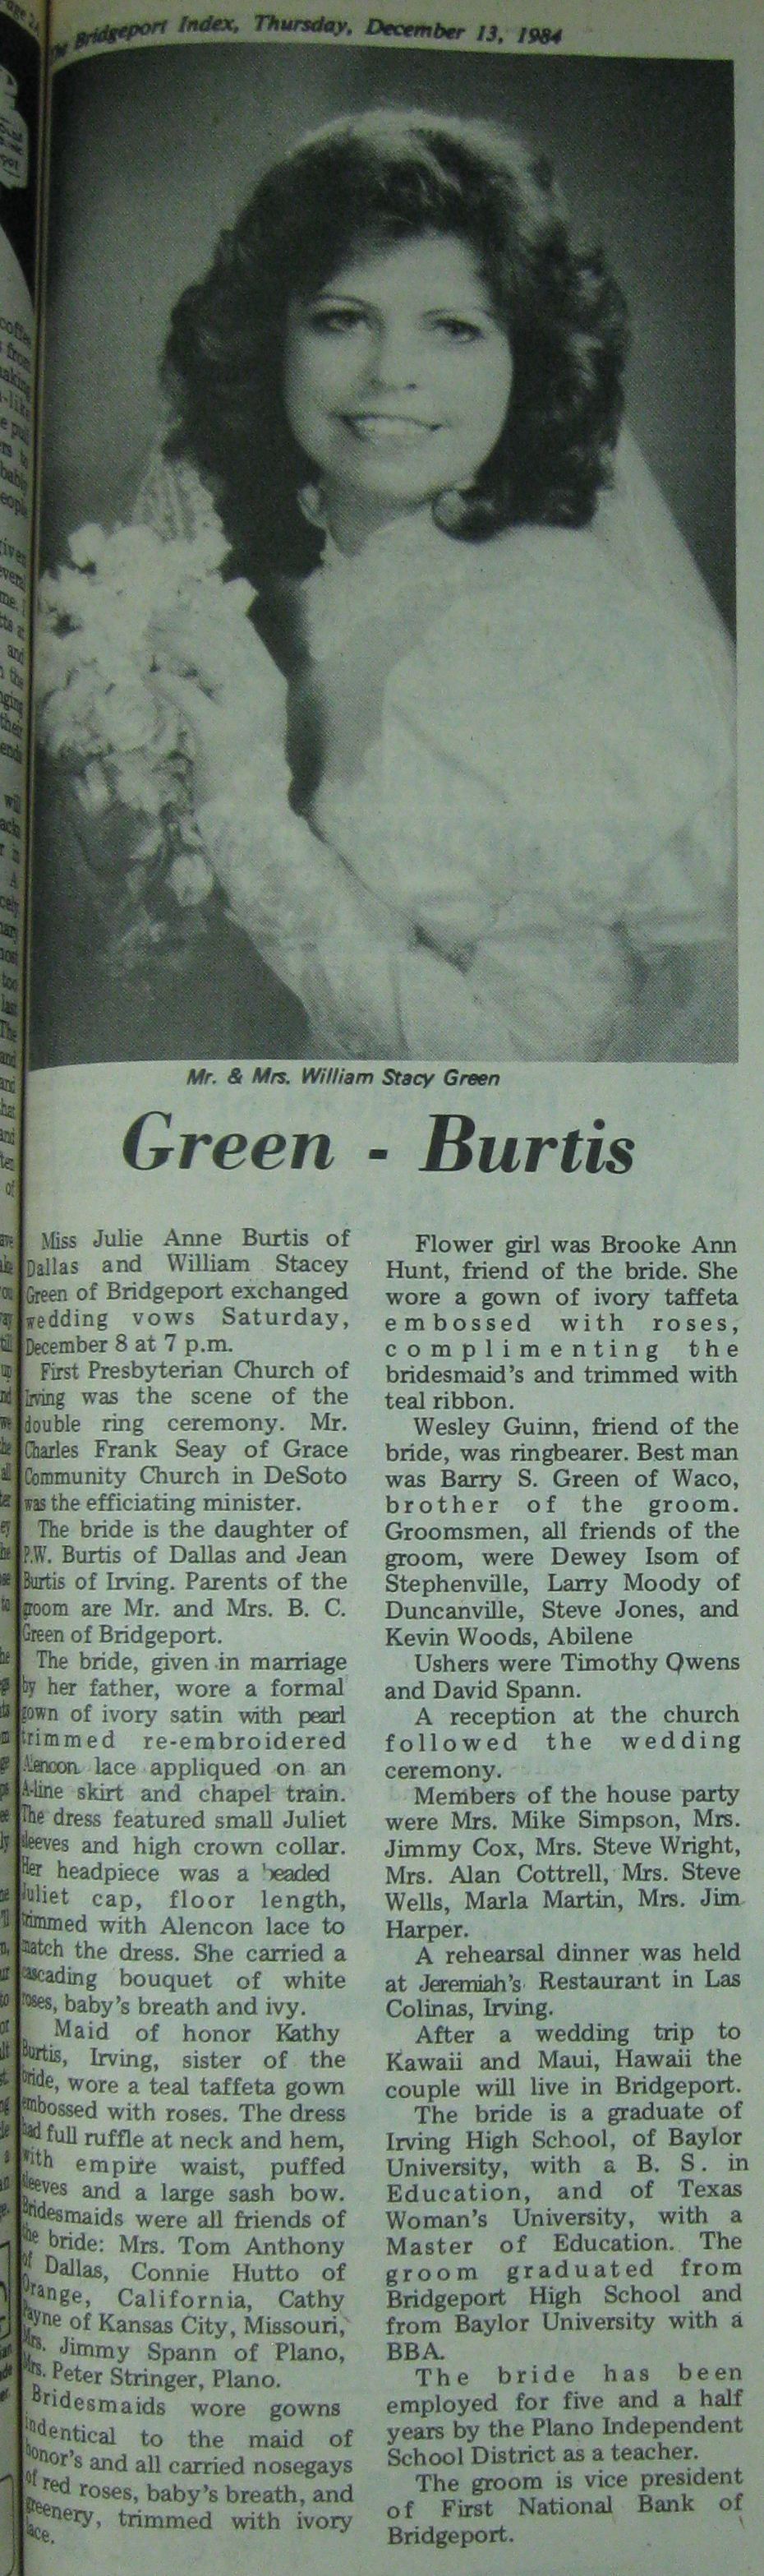 The Bridgeport Index, Thursday, December 13, 1984
Mr. & Mrs. William Stacy Green
Green - Burtis
Miss Julie Anne Burtis of
Dallas and William Stacey
Green of Bridgeport exchanged
wedding vows Saturday,
December 8 at 7 p.m.
First Presbyterian Church of
Irving was the scene of the
double ring ceremony. Mr.
Charles Frank Seay of Grace
Community Church in DeSoto
was the efficiating minister.
The bride is the daughter of
P.W. Burtis of Dallas and Jean
Burtis of Irving. Parents of the
groom are Mr. and Mrs. B. C.
Green of Bridgeport.
The bride, given in marriage
by her father, wore a formal
gown of ivory satin with pearl
trimmed re-embroidered
Alencon lace appliqued on an
A-line skirt and chapel train.
The dress featured small Juliet
sleeves and high crown collar.
Her headpiece was a beaded
Juliet cap, floor length,
trimmed with Alencon lace to
match the dress. She carried a
cascading bouquet of white
roses, baby's breath and ivy.
Maid of honor Kathy
Burtis, Irving, sister of the
bride, wore a teal taffeta gown
embossed with roses. The dress
had full ruffle at neck and hem,
with empire waist, puffed
sleeves and a large sash bow.
Bridesmaids were all friends of
the bride: Mrs. Tom Anthony
of Dallas, Connie Hutto of
Orange, California, Cathy
Payne of Kansas City, Missouri,
Mrs. Jimmy Spann of Plano,
Mrs. Peter Stringer, Plano.
Bridesmaids wore gowns
indentical to the maid of
honor's and all carried nosegays
of red roses, baby's breath, and
greenery, trimmed with ivory
lace.
Flower girl was Brooke Ann
Hunt, friend of the bride. She
wore a gown of ivory taffeta
embossed with roses,
complimenting the
bridesmaid's and trimmed with
teal ribbon.
Wesley Guinn, friend of the
bride, was ringbearer. Best man
was Barry S. Green of Waco,
brother of the groom.
Groomsmen, all friends of the
groom, were Dewey Isom of
Stephenville, Larry Moody of
Duncanville, Steve Jones, and
Kevin Woods, Abilene
Ushers were Timothy Owens
and David Spann.
A reception at the church
followed the wedding
ceremony.
Members of the house party
were Mrs. Mike Simpson, Mrs.
Jimmy Cox, Mrs. Steve Wright,
Mrs. Alan Cottrell, Mrs. Steve
Wells, Marla Martin, Mrs. Jim
Harper.
A rehearsal dinner was held
at Jeremiah's Restaurant in Las
Colinas, Irving.
After a wedding trip to
Kawaii and Maui, Hawaii the
couple will live in Bridgeport.
The bride is a graduate of
Irving High School, of Baylor
University, with a B. S. in
Education, and of Texas
Woman's University, with a
Master of Education. The
groom graduated from
Bridgeport High School and
from Baylor University with a
BBA.
The bride has been
employed for five and a half
years by the Plano Independent
School District as a teacher.
The groom is vice president
of First National Bank of
Bridgeport.